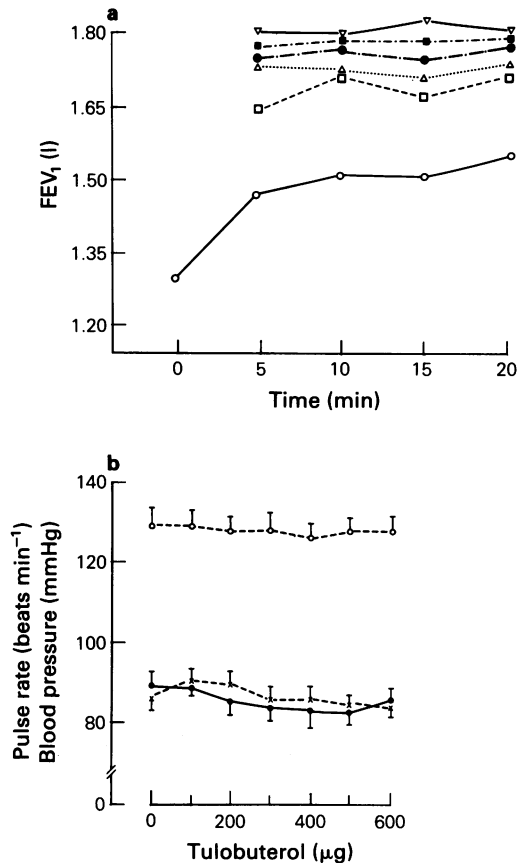 a
1.80
1.65
1.50
1.35
1.20
FEV₁ (l)
0 5 10 15 20
Time (min)
b
140
120
100
80
0
Pulse rate (beats min⁻¹)
Blood pressure (mmHg)
0 200 400 600
Tulobuterol (μg)